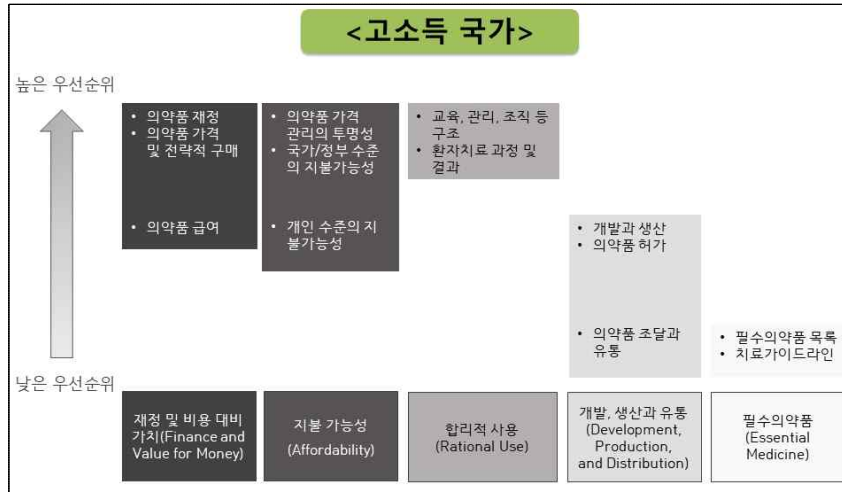 <고소득 국가>
높은 우선순위
• 의약품 재정
• 의약품 가격
및 전략적 구매
• 의약품 급여
• 의약품 가격
관리의 투명성
• 국가/정부 수준
의 지불가능성
• 개인 수준의 지
불가능성
• 교육, 관리, 조직 등
구조
• 환자치료 과정 및
결과
• 개발과 생산
• 의약품 허가
• 의약품 조달과
유통
• 필수의약품 목록
• 치료가이드라인
낮은 우선순위
재정 및 비용 대비
가치(Finance and
Value for Money)
지불 가능성
(Affordability)
합리적 사용
(Rational Use)
개발, 생산과 유통
(Development,
Production,
and Distribution)
필수의약품
(Essential
Medicine)